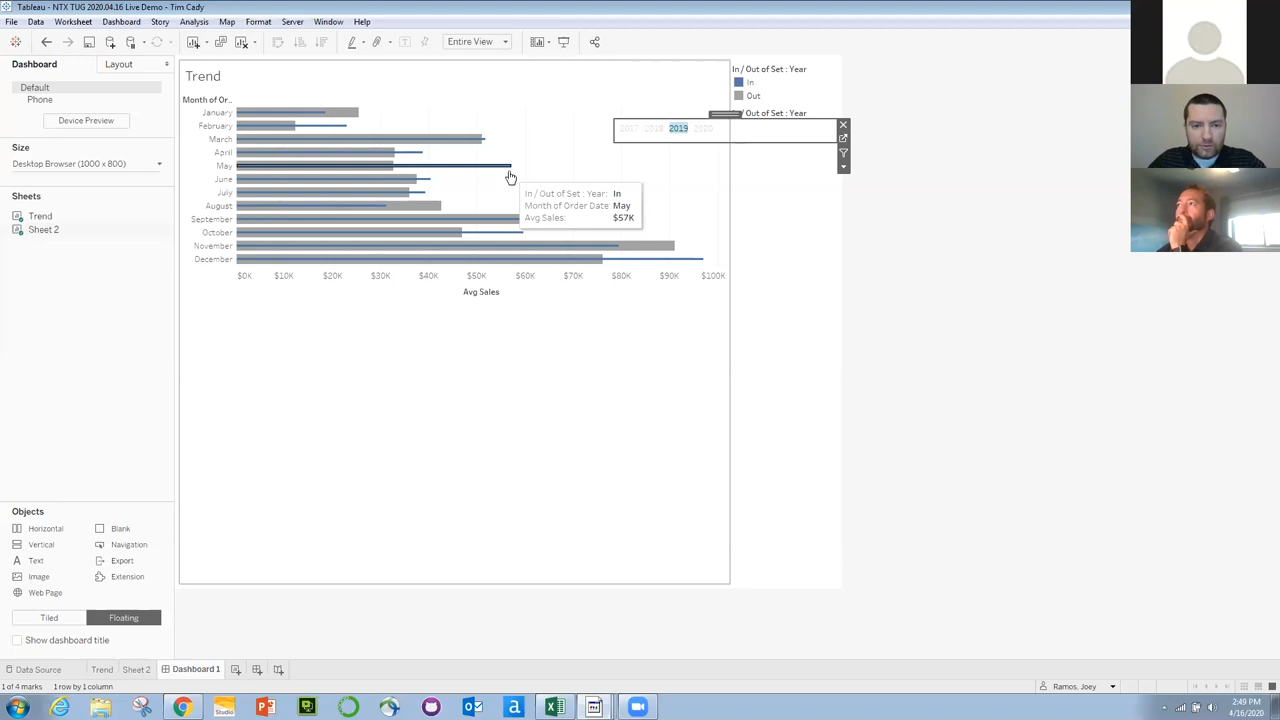 Tableau - NTX TUG 2020.04.16 Live Demo - Tim Cady
File Data Worksheet Dashboard Story Analysis Map Format Server Window Help
Entire View
Dashboard Layout
Default
Phone
Device Preview
Size
Desktop Browser (1000 x 800)
Sheets
Trend
Sheet 2
Objects
Horizontal Blank
Vertical Navigation
Text Export
Image Extension
Web Page
Tiled Floating
Show dashboard title
Trend
Month of Or..
January
February
March
April
May
June
July
August
September
October
November
December
$0K $10K $20K $30K $40K $50K $60K $70K $80K $90K $100K
Avg Sales
In / Out of Set : Year: In
Month of Order Date: May
Avg Sales: $57K
In / Out of Set : Year
In
Out
/ Out of Set : Year
2017 2018 2019 2020
Data Source Trend Sheet 2 Dashboard 1
1 of 4 marks 1 row by 1 column
Ramos, Joey
Studio
2:49 PM
4/16/2020